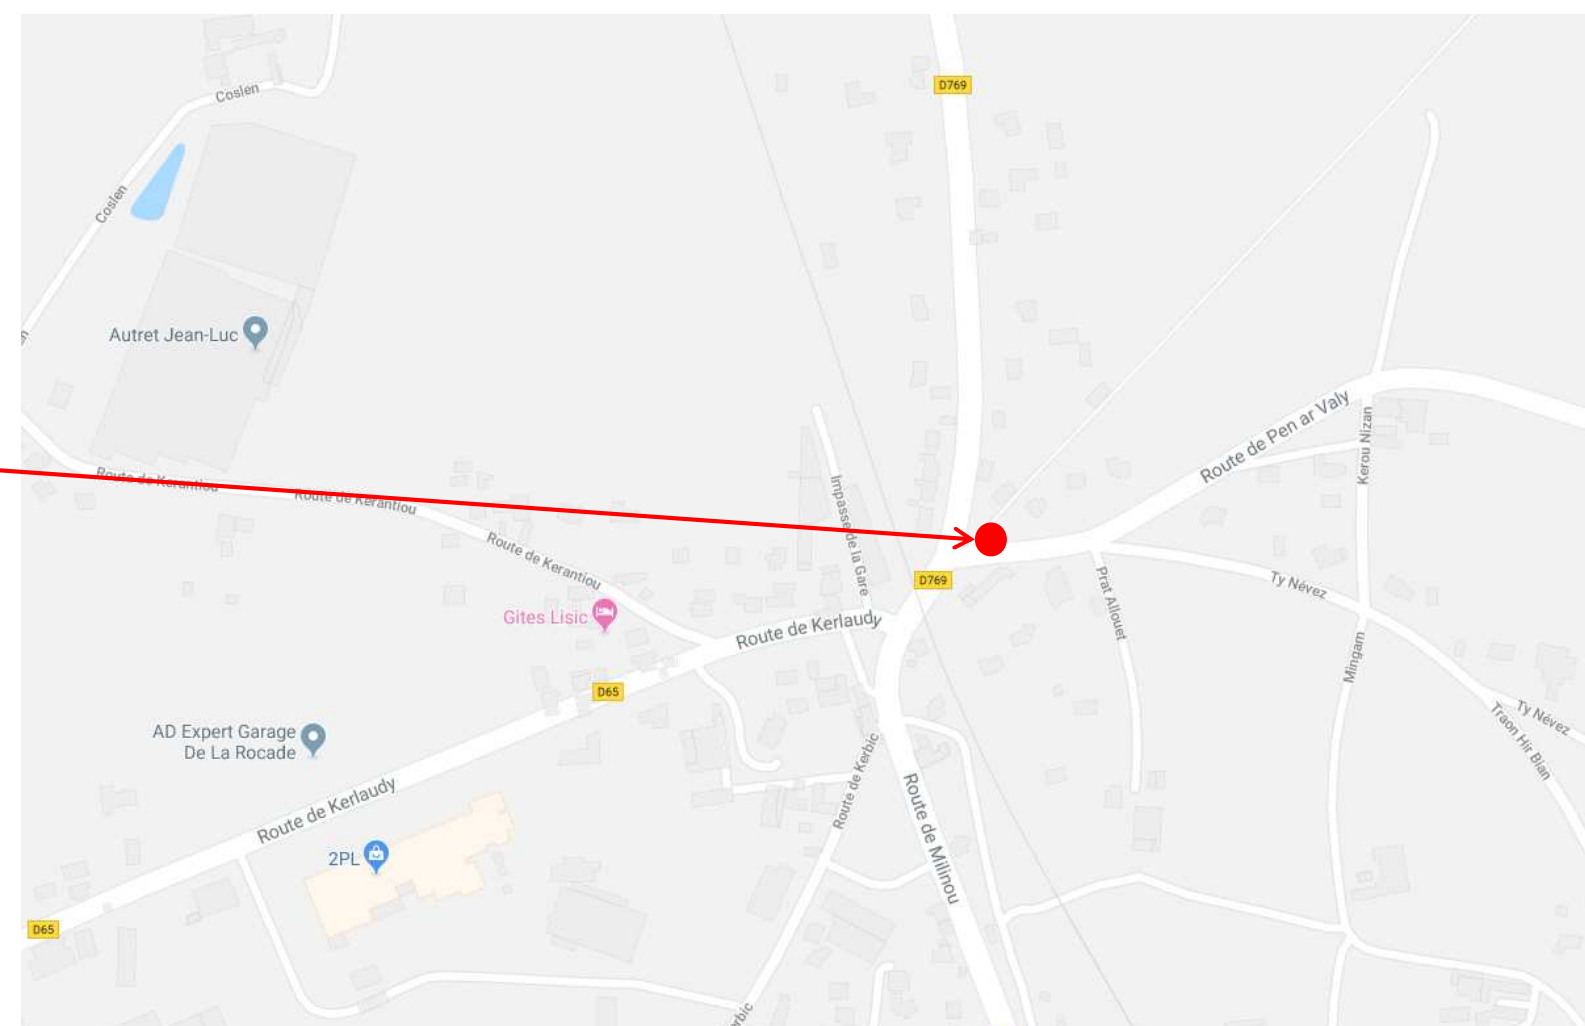 D769
Coslén
Coslen
Autret Jean-Luc
Route de Pen ar Valy
Kerou Nizan
Route de Kerantiou
Route de Kerantiou
Impasse de la Gare
Route de Kerantiou
D769
Prat Allouet
Ty Névez
Gites Lisic
Route de Kerlaudy
Mingam
D65
Ty Névez
Traon Hir Bian
AD Expert Garage
De La Rocade
Route de Kerbic
Route de Milinou
Route de Kerlaudy
2PL
D65
rbic